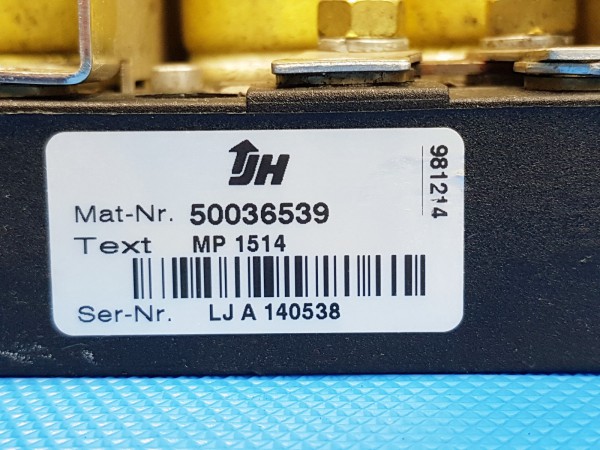 JH
Mat-Nr. 50036539
Text MP 1514
Ser-Nr. LJ A 140538
981214